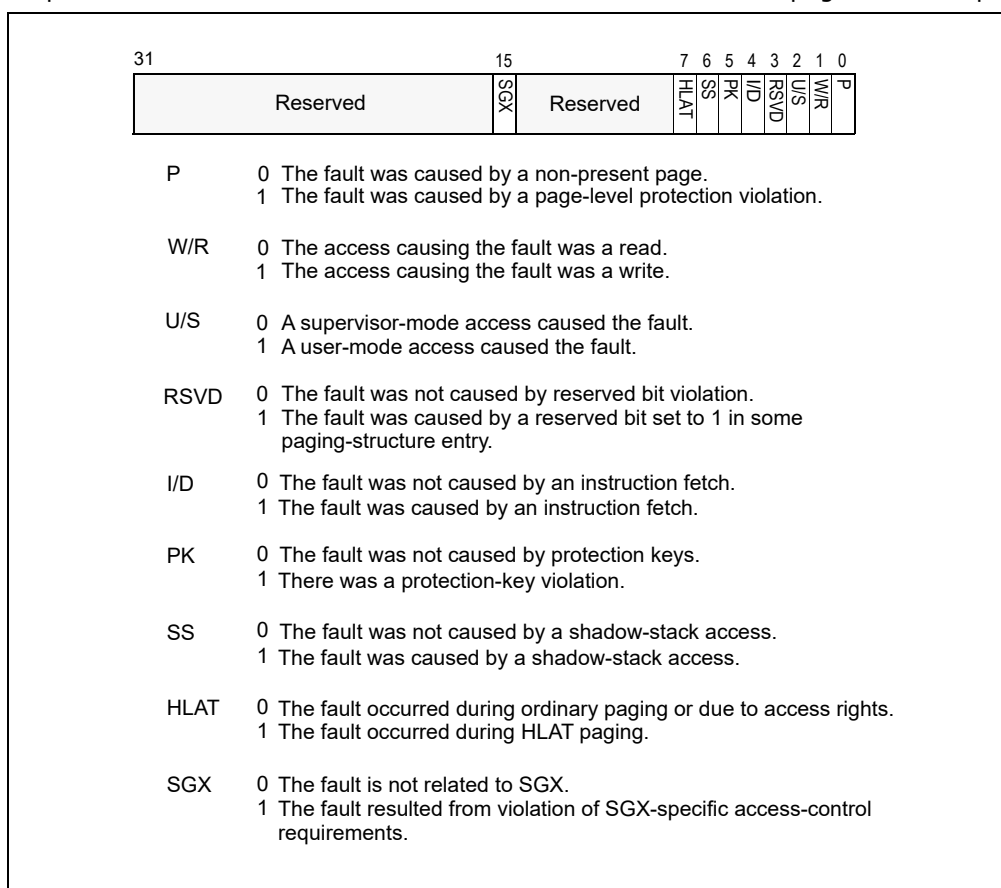 31 15 7 6 5 4 3 2 1 0
Reserved SGX Reserved HLAT SS PK I/D RSVD U/S W/R P
P 0 The fault was caused by a non-present page.
1 The fault was caused by a page-level protection violation.
W/R 0 The access causing the fault was a read.
1 The access causing the fault was a write.
U/S 0 A supervisor-mode access caused the fault.
1 A user-mode access caused the fault.
RSVD 0 The fault was not caused by reserved bit violation.
1 The fault was caused by a reserved bit set to 1 in some
paging-structure entry.
I/D 0 The fault was not caused by an instruction fetch.
1 The fault was caused by an instruction fetch.
PK 0 The fault was not caused by protection keys.
1 There was a protection-key violation.
SS 0 The fault was not caused by a shadow-stack access.
1 The fault was caused by a shadow-stack access.
HLAT 0 The fault occurred during ordinary paging or due to access rights.
1 The fault occurred during HLAT paging.
SGX 0 The fault is not related to SGX.
1 The fault resulted from violation of SGX-specific access-control
requirements.